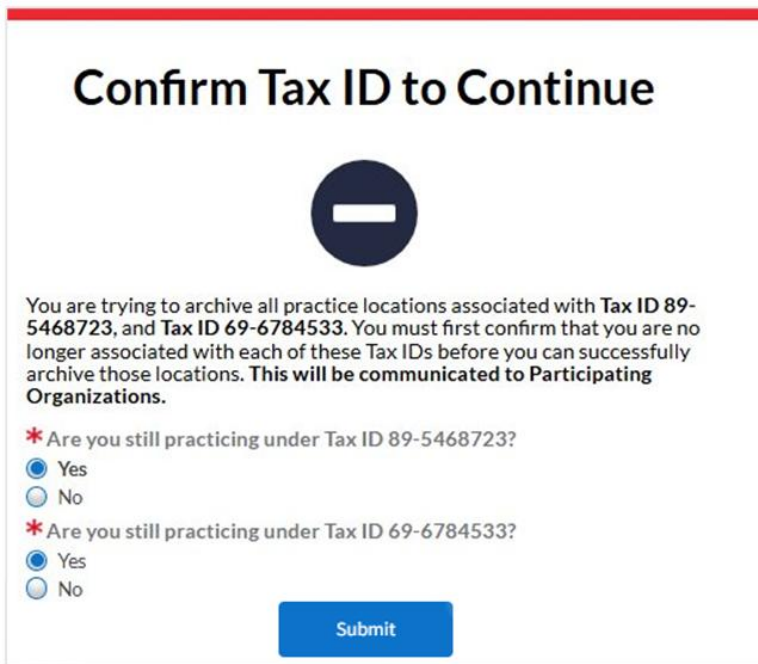 Confirm Tax ID to Continue
You are trying to archive all practice locations associated with Tax ID 89-
5468723, and Tax ID 69-6784533. You must first confirm that you are no
longer associated with each of these Tax IDs before you can successfully
archive those locations. This will be communicated to Participating
Organizations.
*Are you still practicing under Tax ID 89-5468723?
Yes
No
*Are you still practicing under Tax ID 69-6784533?
Yes
No
Submit